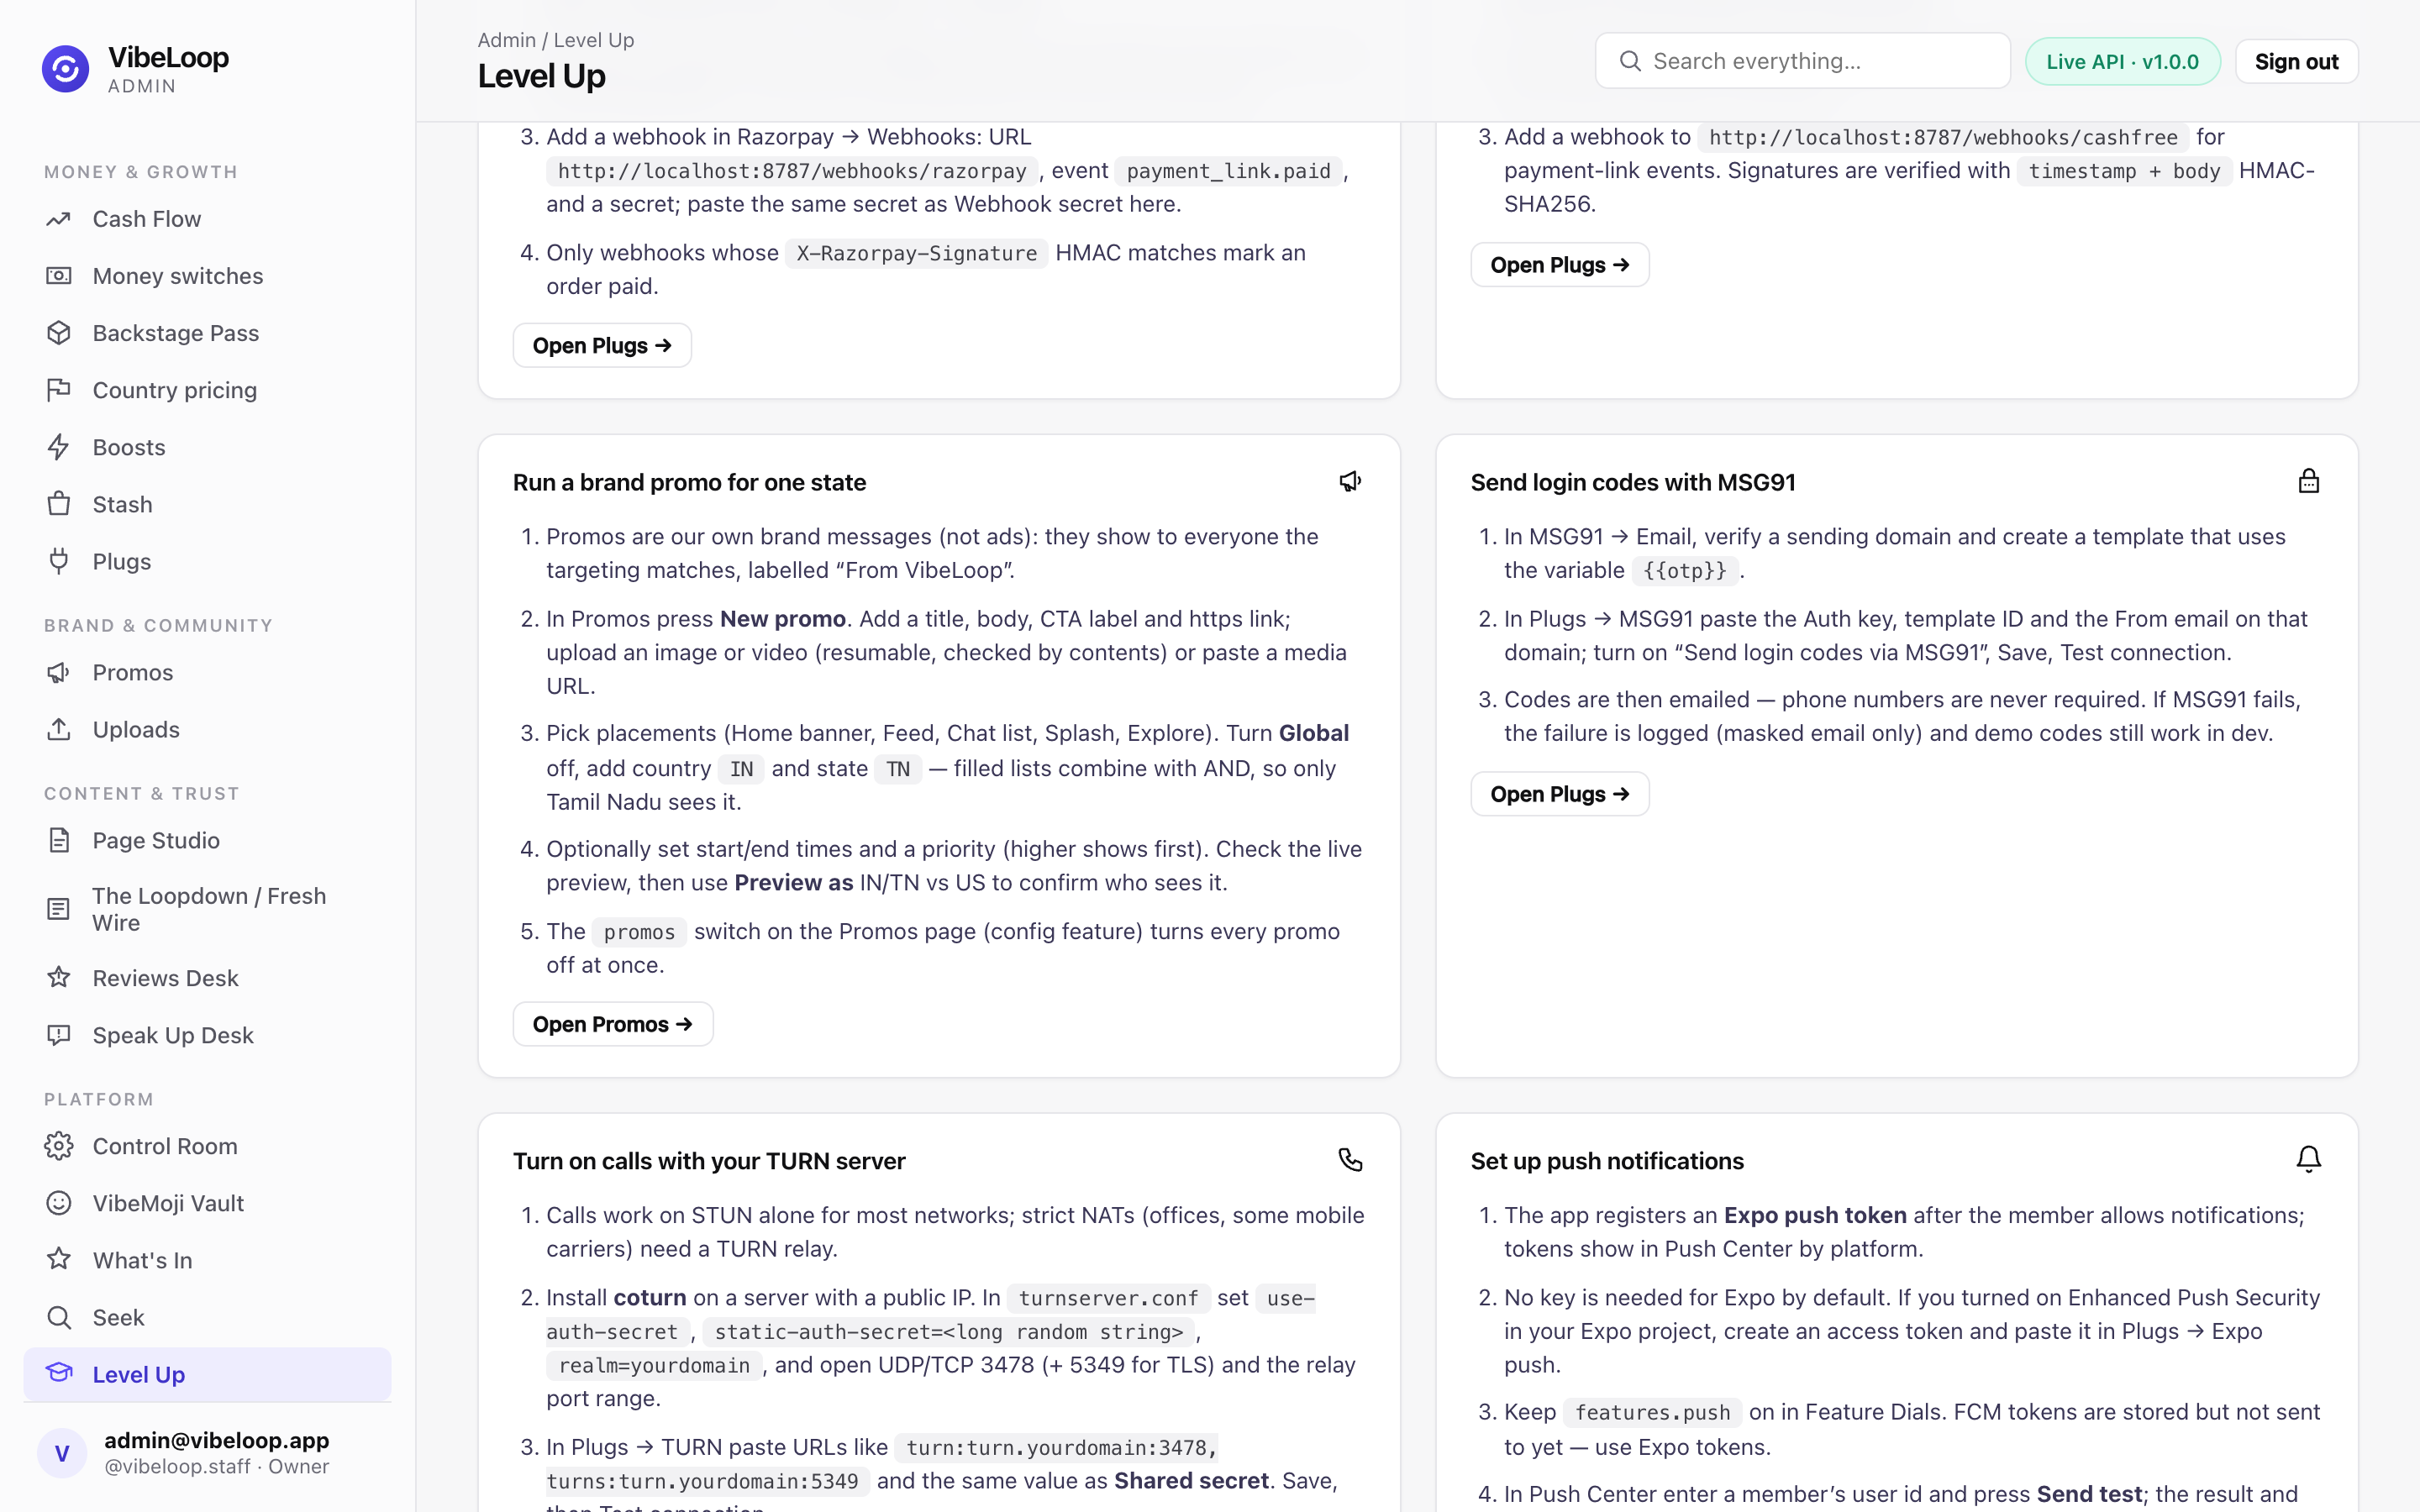 VibeLoop
ADMIN
MONEY & GROWTH
Cash Flow
Money switches
Backstage Pass
Country pricing
Boosts
Stash
Plugs
BRAND & COMMUNITY
Promos
Uploads
CONTENT & TRUST
Page Studio
The Loopdown / Fresh
Wire
Reviews Desk
Speak Up Desk
PLATFORM
Control Room
VibeMoji Vault
What's In
Seek
Level Up
V
admin@vibeloop.app
@vibeloop.staff · Owner
Admin / Level Up
Level Up
Search everything...
Live API · v1.0.0
Sign out
3. Add a webhook in Razorpay → Webhooks: URL
http://localhost:8787/webhooks/razorpay , event payment_link.paid ,
and a secret; paste the same secret as Webhook secret here.
4. Only webhooks whose X-Razorpay-Signature HMAC matches mark an
order paid.
Open Plugs →
3. Add a webhook to http://localhost:8787/webhooks/cashfree for
payment-link events. Signatures are verified with timestamp + body HMAC-
SHA256.
Open Plugs →
Run a brand promo for one state
1. Promos are our own brand messages (not ads): they show to everyone the
targeting matches, labelled “From VibeLoop”.
2. In Promos press New promo. Add a title, body, CTA label and https link;
upload an image or video (resumable, checked by contents) or paste a media
URL.
3. Pick placements (Home banner, Feed, Chat list, Splash, Explore). Turn Global
off, add country IN and state TN — filled lists combine with AND, so only
Tamil Nadu sees it.
4. Optionally set start/end times and a priority (higher shows first). Check the live
preview, then use Preview as IN/TN vs US to confirm who sees it.
5. The promos switch on the Promos page (config feature) turns every promo
off at once.
Open Promos →
Send login codes with MSG91
1. In MSG91 → Email, verify a sending domain and create a template that uses
the variable {{otp}} .
2. In Plugs → MSG91 paste the Auth key, template ID and the From email on that
domain; turn on “Send login codes via MSG91”, Save, Test connection.
3. Codes are then emailed — phone numbers are never required. If MSG91 fails,
the failure is logged (masked email only) and demo codes still work in dev.
Open Plugs →
Turn on calls with your TURN server
1. Calls work on STUN alone for most networks; strict NATs (offices, some mobile
carriers) need a TURN relay.
2. Install coturn on a server with a public IP. In turnserver.conf set use-
auth-secret , static-auth-secret=<long random string> ,
realm=yourdomain , and open UDP/TCP 3478 (+ 5349 for TLS) and the relay
port range.
3. In Plugs → TURN paste URLs like turn:turn.yourdomain:3478,
turns:turn.yourdomain:5349 and the same value as Shared secret. Save,
then Test connection.
Set up push notifications
1. The app registers an Expo push token after the member allows notifications;
tokens show in Push Center by platform.
2. No key is needed for Expo by default. If you turned on Enhanced Push Security
in your Expo project, create an access token and paste it in Plugs → Expo
push.
3. Keep features.push on in Feature Dials. FCM tokens are stored but not sent
to yet — use Expo tokens.
4. In Push Center enter a member’s user id and press Send test; the result and